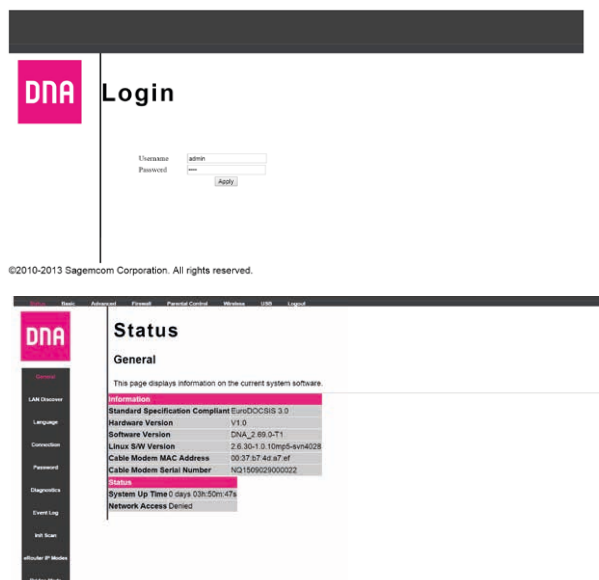 DNA
Login
Username admin
Password ••••
Apply
©2010-2013 Sagemcom Corporation. All rights reserved.
Status Basic Advanced Firewall Parental Control Wireless USB Logout
DNA
Status
General
This page displays information on the current system software.
General
LAN Discover
Language
Connection
Password
Diagnostics
Event Log
Init Scan
eRouter IP Modes
Information
Standard Specification Compliant EuroDOCSIS 3.0
Hardware Version V1.0
Software Version DNA_2.69.0-T1
Linux S/W Version 2.6.30-1.0.10mp5-svn4028
Cable Modem MAC Address 00:37:b7:4d:a7:ef
Cable Modem Serial Number NQ1509029000022
Status
System Up Time 0 days 03h:50m:47s
Network Access Denied